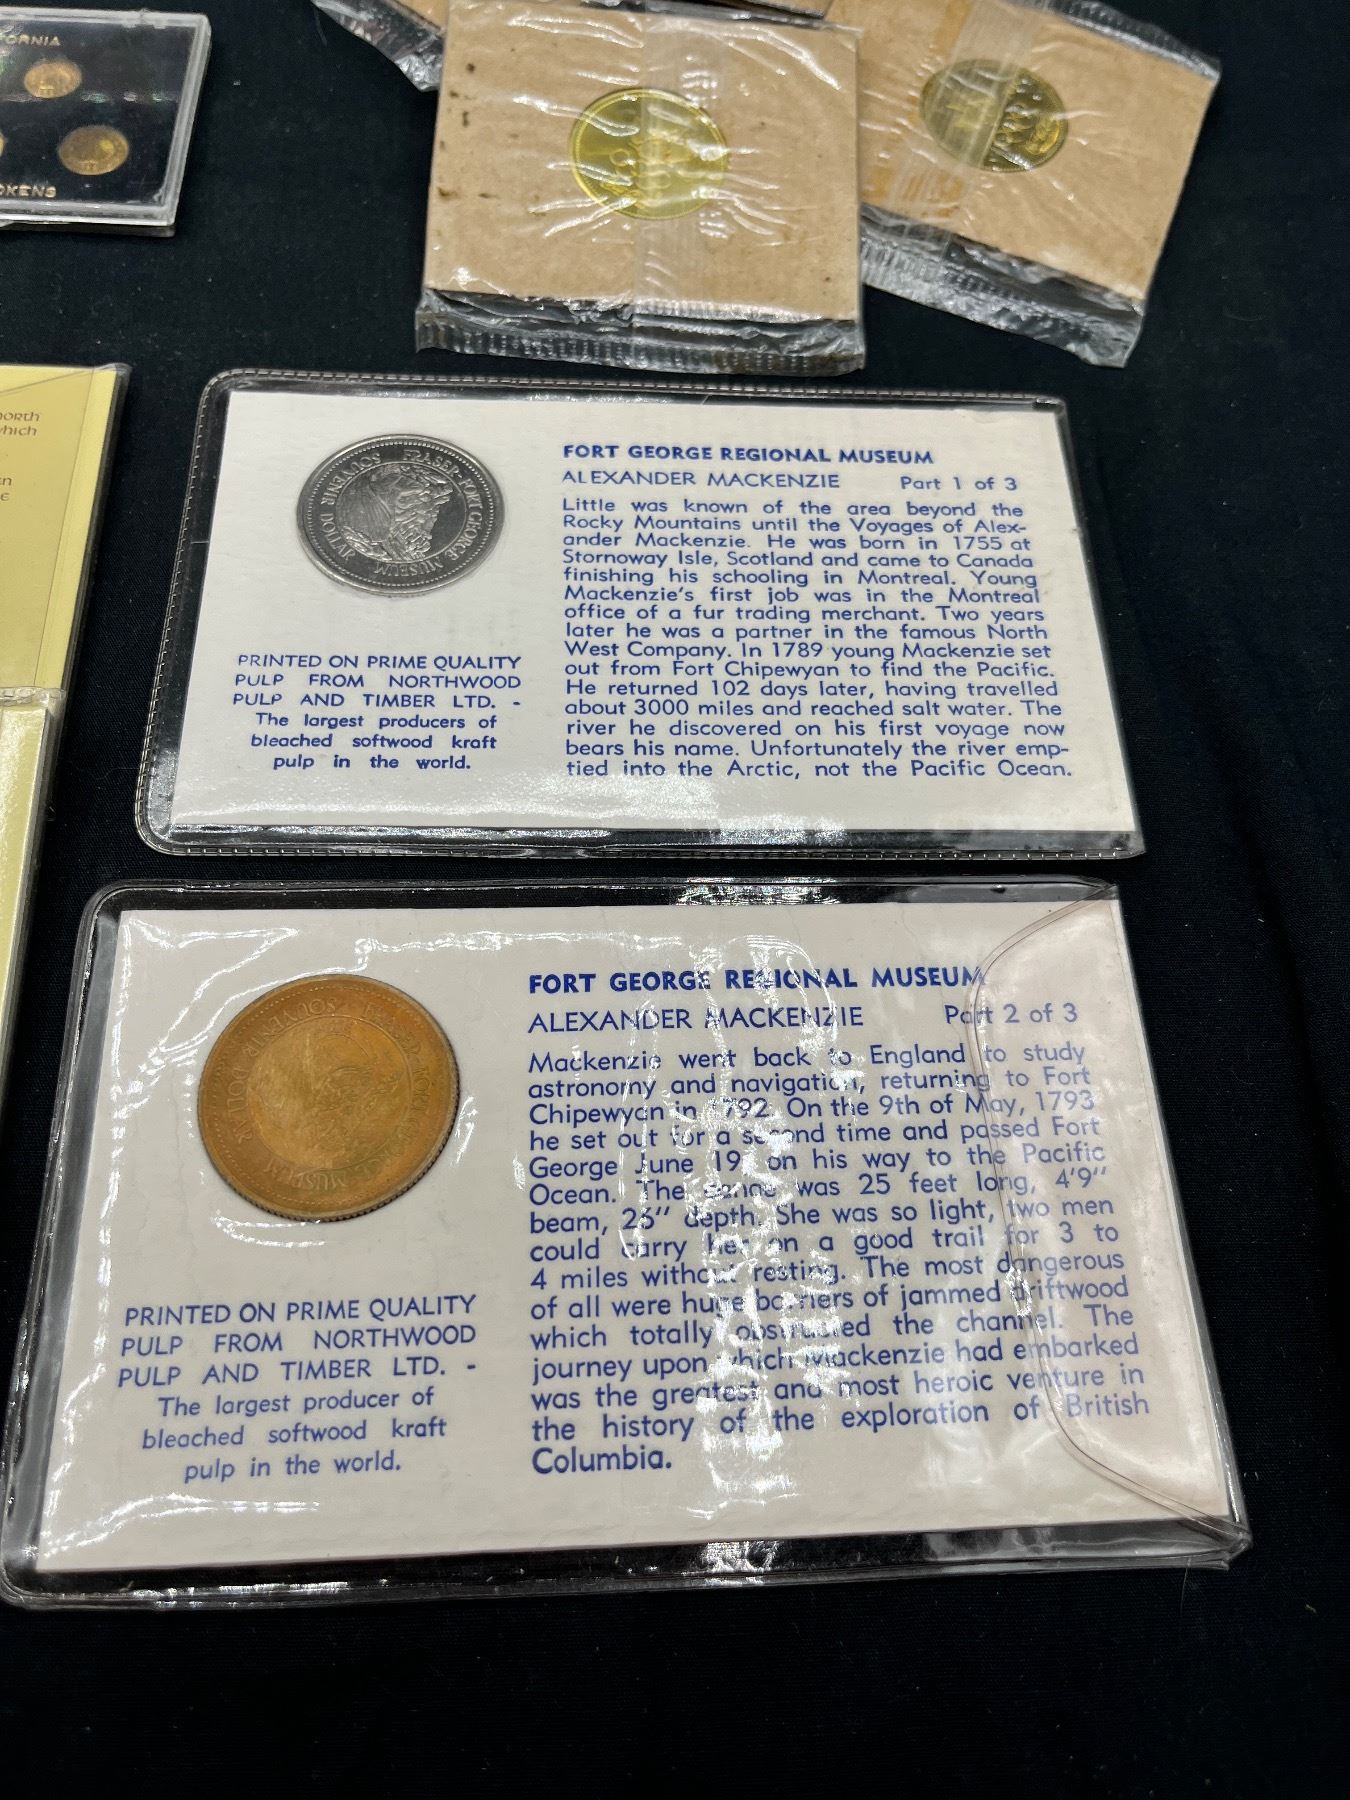 TOKENS
north
which
FORT GEORGE REGIONAL MUSEUM
ALEXANDER MACKENZIE Part 1 of 3
Little was known of the area beyond the
Rocky Mountains until the Voyages of Alex-
ander Mackenzie. He was born in 1755 at
Stornoway Isle, Scotland and came to Canada
finishing his schooling in Montreal. Young
Mackenzie's first job was in the Montreal
office of a fur trading merchant. Two years
later he was a partner in the famous North
West Company. In 1789 young Mackenzie set
out from Fort Chipewyan to find the Pacific.
He returned 102 days later, having travelled
about 3000 miles and reached salt water. The
river he discovered on his first voyage now
bears his name. Unfortunately the river emp-
tied into the Arctic, not the Pacific Ocean.
SOUVENIR DOLLAR
FRASER-FORT GEORGE MUSEUM
PRINTED ON PRIME QUALITY
PULP FROM NORTHWOOD
PULP AND TIMBER LTD. -
The largest producers of
bleached softwood kraft
pulp in the world.
FORT GEORGE REGIONAL MUSEUM
ALEXANDER MACKENZIE Part 2 of 3
Mackenzie went back to England to study
astronomy and navigation, returning to Fort
Chipewyan in 1792. On the 9th of May, 1793
he set out for a second time and passed Fort
George June 19, on his way to the Pacific
Ocean. The canoe was 25 feet long, 4'9"
beam, 26" depth. She was so light, two men
could carry her on a good trail for 3 to
4 miles without resting. The most dangerous
of all were huge barriers of jammed driftwood
which totally obstructed the channel. The
journey upon which Mackenzie had embarked
was the greatest and most heroic venture in
the history of the exploration of British
Columbia.
PRINTED ON PRIME QUALITY
PULP FROM NORTHWOOD
PULP AND TIMBER LTD. -
The largest producer of
bleached softwood kraft
pulp in the world.